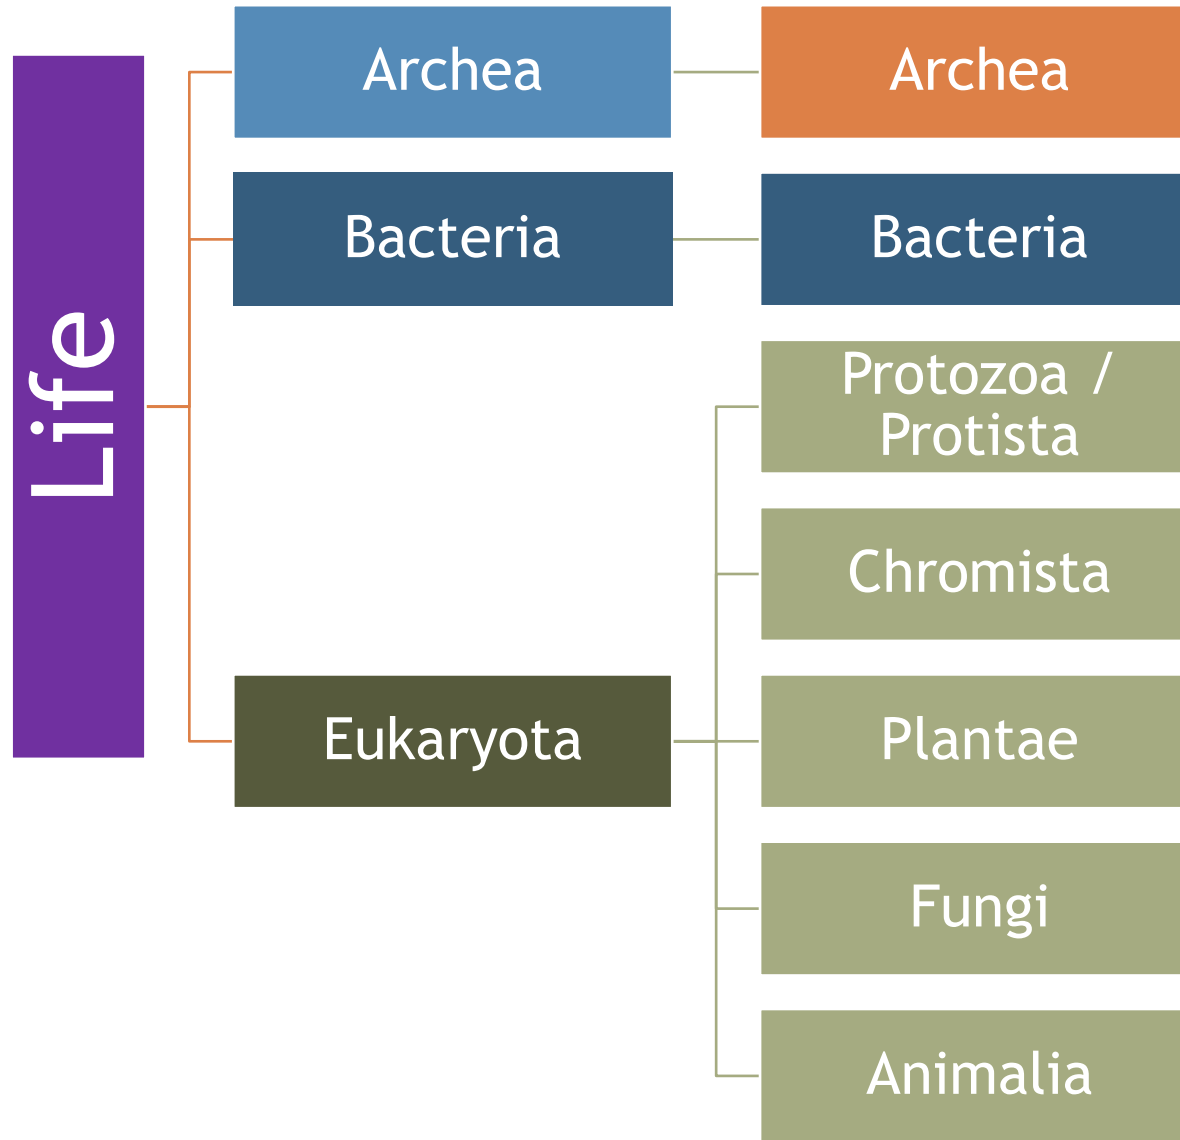 Life
Archea
Archea
Bacteria
Bacteria
Protozoa /
Protista
Chromista
Eukaryota
Plantae
Fungi
Animalia